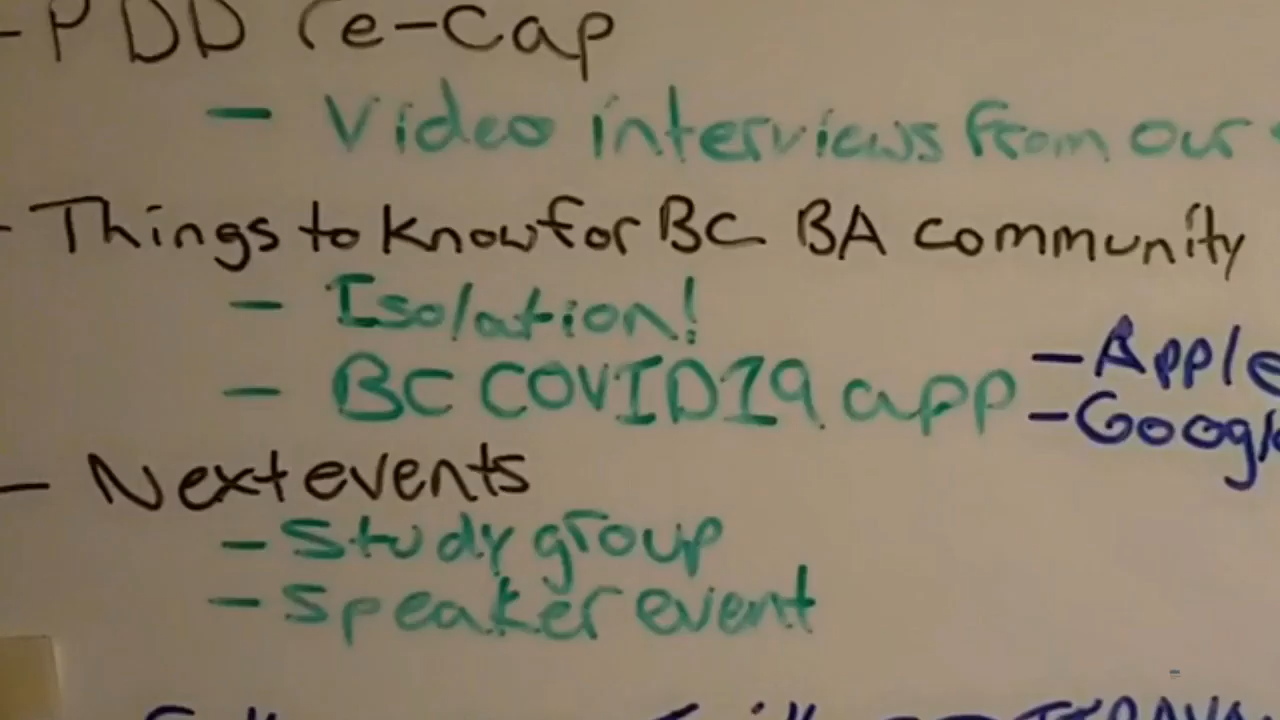 - PDD re-cap
- Video interviews from our
- Things to know for BC BA community
- Isolation!
- BC COVID19 app
- Apple
- Google
- Next events
- Study group
- Speaker event